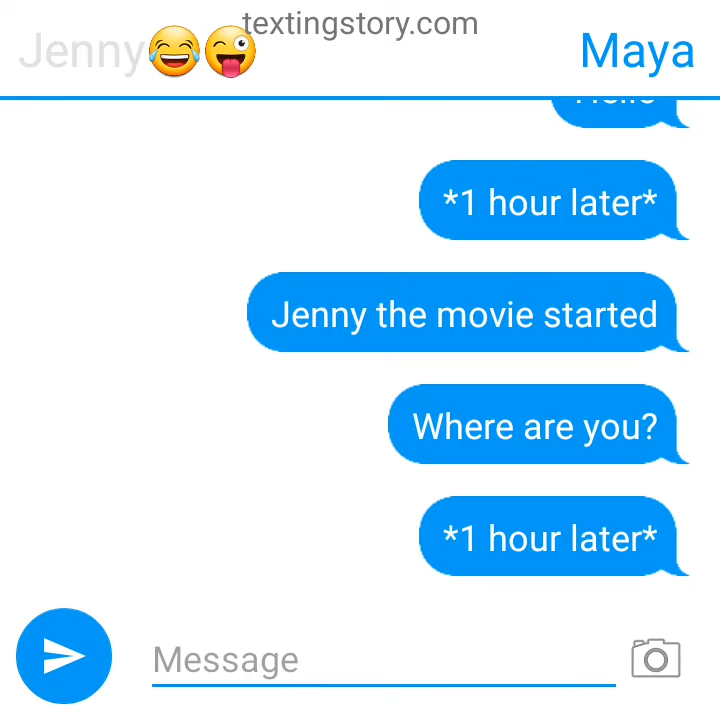 textingstory.com
Jenny😂😜 Maya
*1 hour later*
Jenny the movie started
Where are you?
*1 hour later*
Message